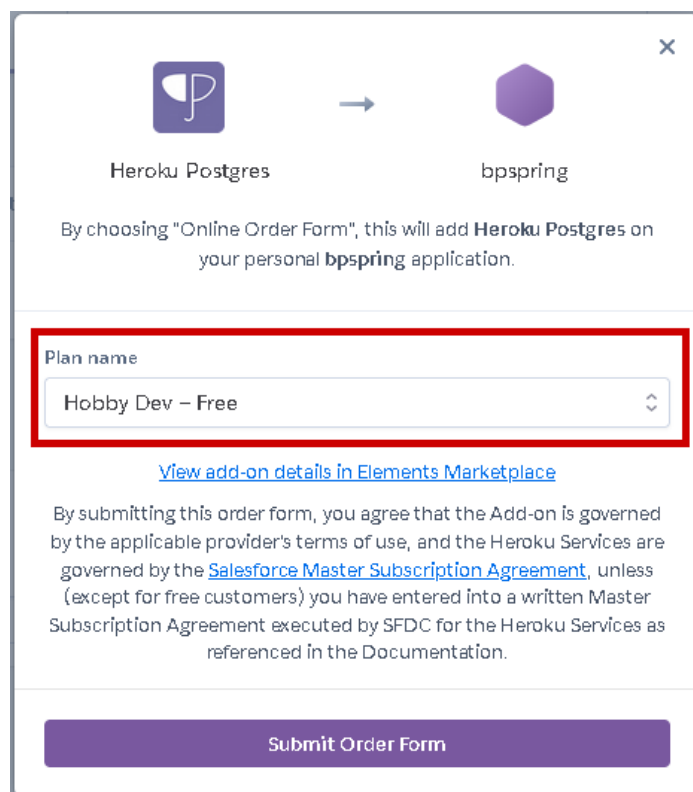 Heroku Postgres
bpspring
By choosing "Online Order Form", this will add Heroku Postgres on
your personal bpspring application.
Plan name
Hobby Dev – Free
View add-on details in Elements Marketplace
By submitting this order form, you agree that the Add-on is governed
by the applicable provider's terms of use, and the Heroku Services are
governed by the Salesforce Master Subscription Agreement, unless
(except for free customers) you have entered into a written Master
Subscription Agreement executed by SFDC for the Heroku Services as
referenced in the Documentation.
Submit Order Form